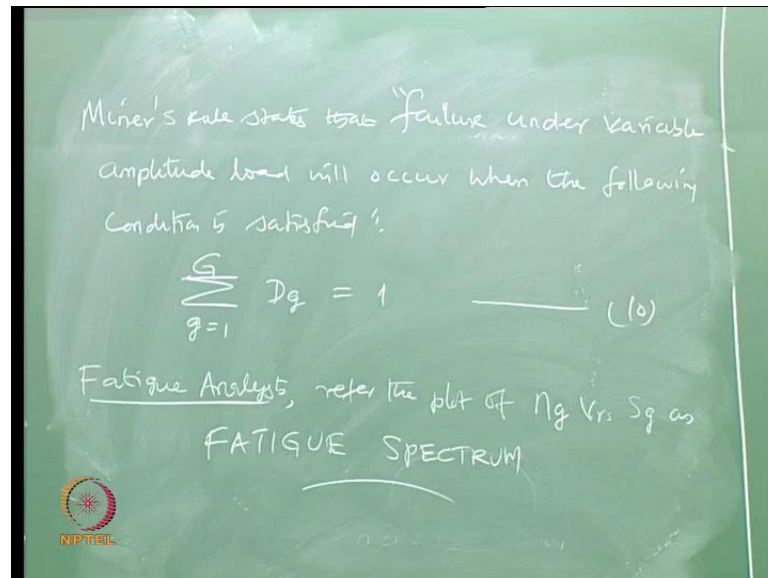 Miner's rule states that "failure under variable
amplitude load will occur when the following
condition is satisfied".
G
∑ Dg = 1 ——— (10)
g=1
Fatigue Analysts, refer the plot of ng Vrs Sg as
FATIGUE SPECTRUM
NPTEL